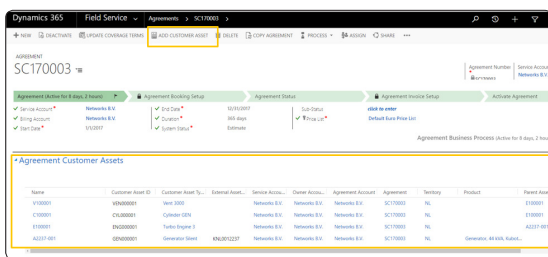 Dynamics 365 Field Service Agreements > SC170003 >
+ NEW DEACTIVATE UPDATE COVERAGE TERMS ADD CUSTOMER ASSET DELETE COPY AGREEMENT PROCESS ASSIGN SHARE ...
AGREEMENT
SC170003
Agreement Number * Service Account
Networks B.V.
Agreement (Active for 8 days, 2 hours) Agreement Booking Setup Agreement Status Agreement Invoice Setup Activate Agreement
Service Account * Networks B.V. End Date * 12/31/2017 Sub-Status click to enter
Billing Account Networks B.V. Duration * 365 days Price List * Default Euro Price List
Start Date * 1/1/2017 System Status * Estimate
Agreement Business Process (Active for 8 days, 2 hou
Agreement Customer Assets
Name Customer Asset ID Customer Asset Ty... External Asset... Service Accou... Owner Accou... Agreement Account Agreement Territory Product Parent Asse
V100001 VEN000001 Vent 3000 Networks B.V. Networks B.V. Networks B.V. SC170003 NL E100001
C100001 CYL000001 Cylinder GEN Networks B.V. Networks B.V. Networks B.V. SC170003 NL E100001
E100001 ENG000001 Turbo Engine 3 Networks B.V. Networks B.V. Networks B.V. SC170003 NL A2237-001
A2237-001 GEN000001 Generator Silent KNL0012237 Networks B.V. Networks B.V. Networks B.V. SC170003 NL Generator, 44 kVA, Kubot...